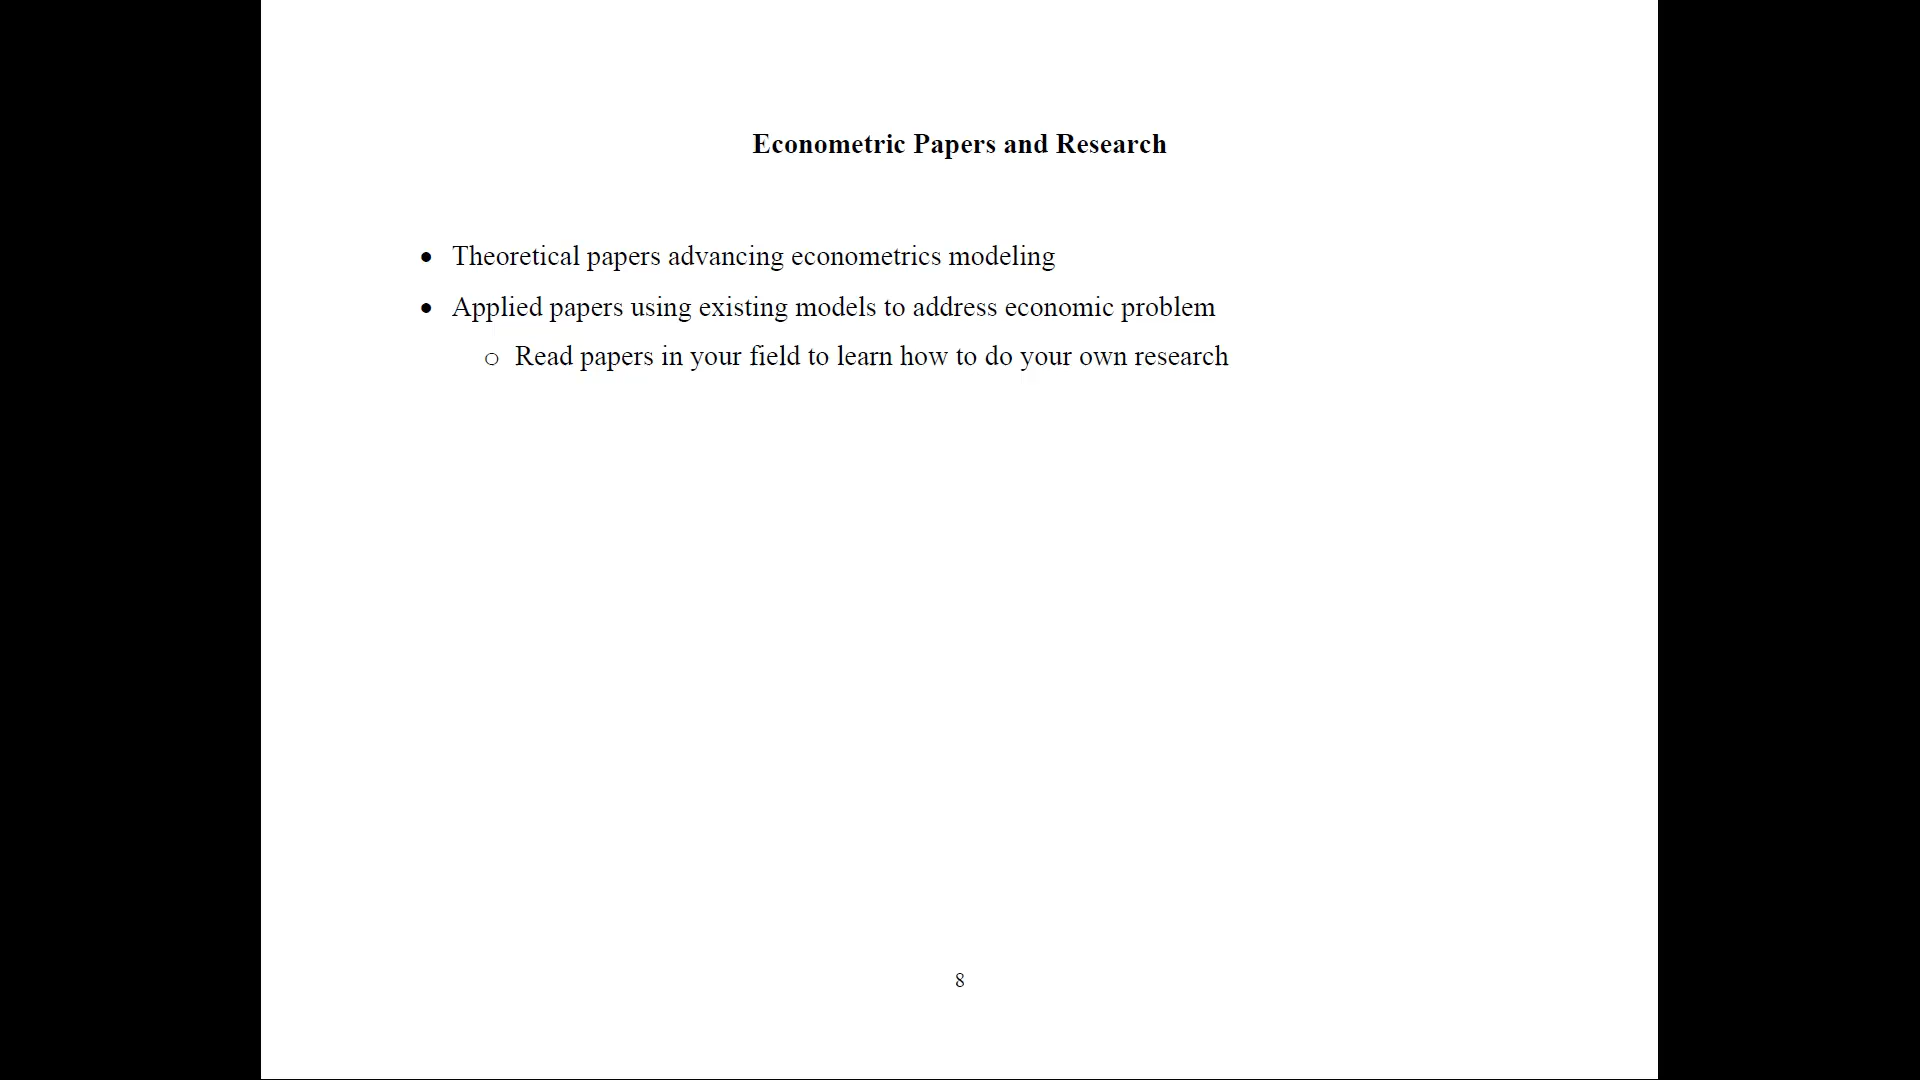 Econometric Papers and Research
• Theoretical papers advancing econometrics modeling
• Applied papers using existing models to address economic problem
o Read papers in your field to learn how to do your own research
8